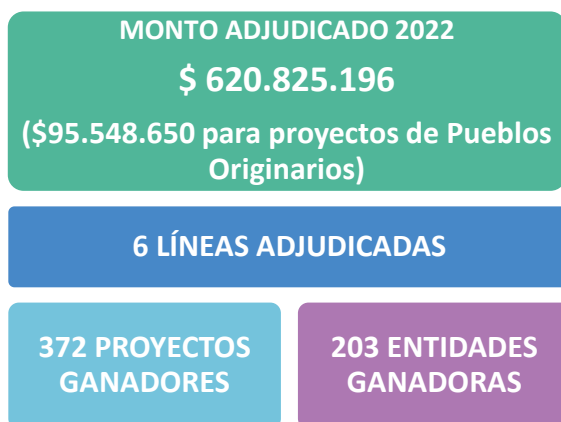 MONTO ADJUDICADO 2022
$ 620.825.196
($95.548.650 para proyectos de Pueblos
Originarios)
6 LÍNEAS ADJUDICADAS
372 PROYECTOS
GANADORES
203 ENTIDADES
GANADORAS